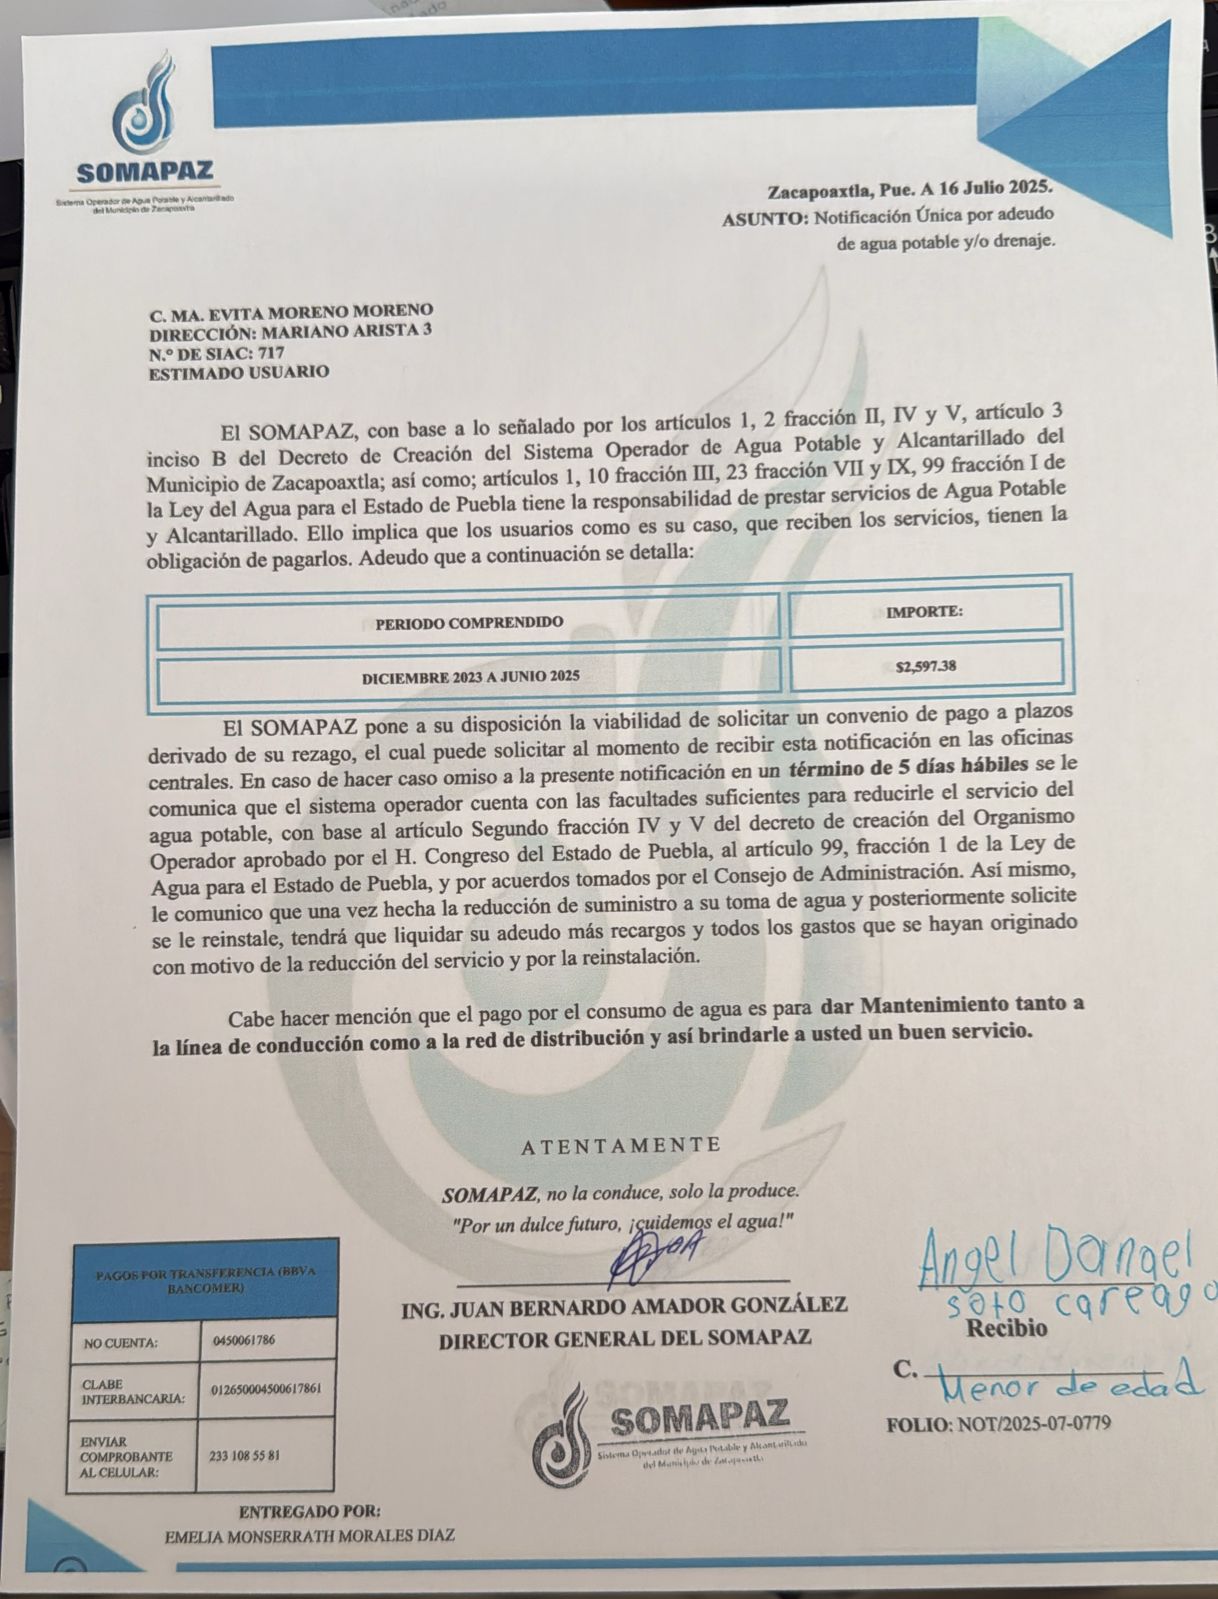 SOMAPAZ
Sistema Operador de Agua Potable y Alcantarillado
del Municipio de Zacapoaxtla
Zacapoaxtla, Pue. A 16 Julio 2025.
ASUNTO: Notificación Única por adeudo
de agua potable y/o drenaje.
C. MA. EVITA MORENO MORENO
DIRECCIÓN: MARIANO ARISTA 3
N.º DE SIAC: 717
ESTIMADO USUARIO
El SOMAPAZ, con base a lo señalado por los artículos 1, 2 fracción II, IV y V, artículo 3
inciso B del Decreto de Creación del Sistema Operador de Agua Potable y Alcantarillado del
Municipio de Zacapoaxtla; así como; artículos 1, 10 fracción III, 23 fracción VII y IX, 99 fracción I de
la Ley del Agua para el Estado de Puebla tiene la responsabilidad de prestar servicios de Agua Potable
y Alcantarillado. Ello implica que los usuarios como es su caso, que reciben los servicios, tienen la
obligación de pagarlos. Adeudo que a continuación se detalla:
PERIODO COMPRENDIDO
IMPORTE:
DICIEMBRE 2023 A JUNIO 2025
$2,597.38
El SOMAPAZ pone a su disposición la viabilidad de solicitar un convenio de pago a plazos
derivado de su rezago, el cual puede solicitar al momento de recibir esta notificación en las oficinas
centrales. En caso de hacer caso omiso a la presente notificación en un término de 5 días hábiles se le
comunica que el sistema operador cuenta con las facultades suficientes para reducirle el servicio del
agua potable, con base al artículo Segundo fracción IV y V del decreto de creación del Organismo
Operador aprobado por el H. Congreso del Estado de Puebla, al artículo 99, fracción 1 de la Ley de
Agua para el Estado de Puebla, y por acuerdos tomados por el Consejo de Administración. Así mismo,
le comunico que una vez hecha la reducción de suministro a su toma de agua y posteriormente solicite
se le reinstale, tendrá que liquidar su adeudo más recargos y todos los gastos que se hayan originado
con motivo de la reducción del servicio y por la reinstalación.
Cabe hacer mención que el pago por el consumo de agua es para dar Mantenimiento tanto a
la línea de conducción como a la red de distribución y así brindarle a usted un buen servicio.
ATENTAMENTE
SOMAPAZ, no la conduce, solo la produce.
"Por un dulce futuro, ¡cuidemos el agua!"
ING. JUAN BERNARDO AMADOR GONZÁLEZ
DIRECTOR GENERAL DEL SOMAPAZ
SOMAPAZ
Sistema Operador de Agua Potable y Alcantarillado
del Municipio de Zacapoaxtla
Angel Dangel
soto careago
Recibio
C. Menor de edad
FOLIO: NOT/2025-07-0779
PAGOS POR TRANSFERENCIA (BBVA
BANCOMER)
NO CUENTA:
0450061786
CLABE
INTERBANCARIA:
012650004500617861
ENVIAR
COMPROBANTE
AL CELULAR:
233 108 55 81
ENTREGADO POR:
EMELIA MONSERRATH MORALES DIAZ